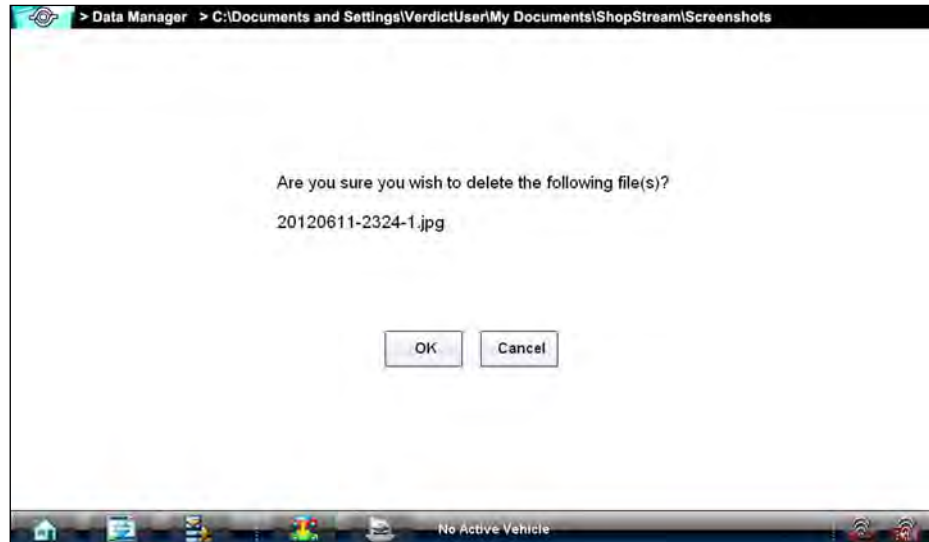 > Data Manager > C:\Documents and Settings\VerdictUser\My Documents\ShopStream\Screenshots
Are you sure you wish to delete the following file(s)?
20120611-2324-1.jpg
OK Cancel
No Active Vehicle